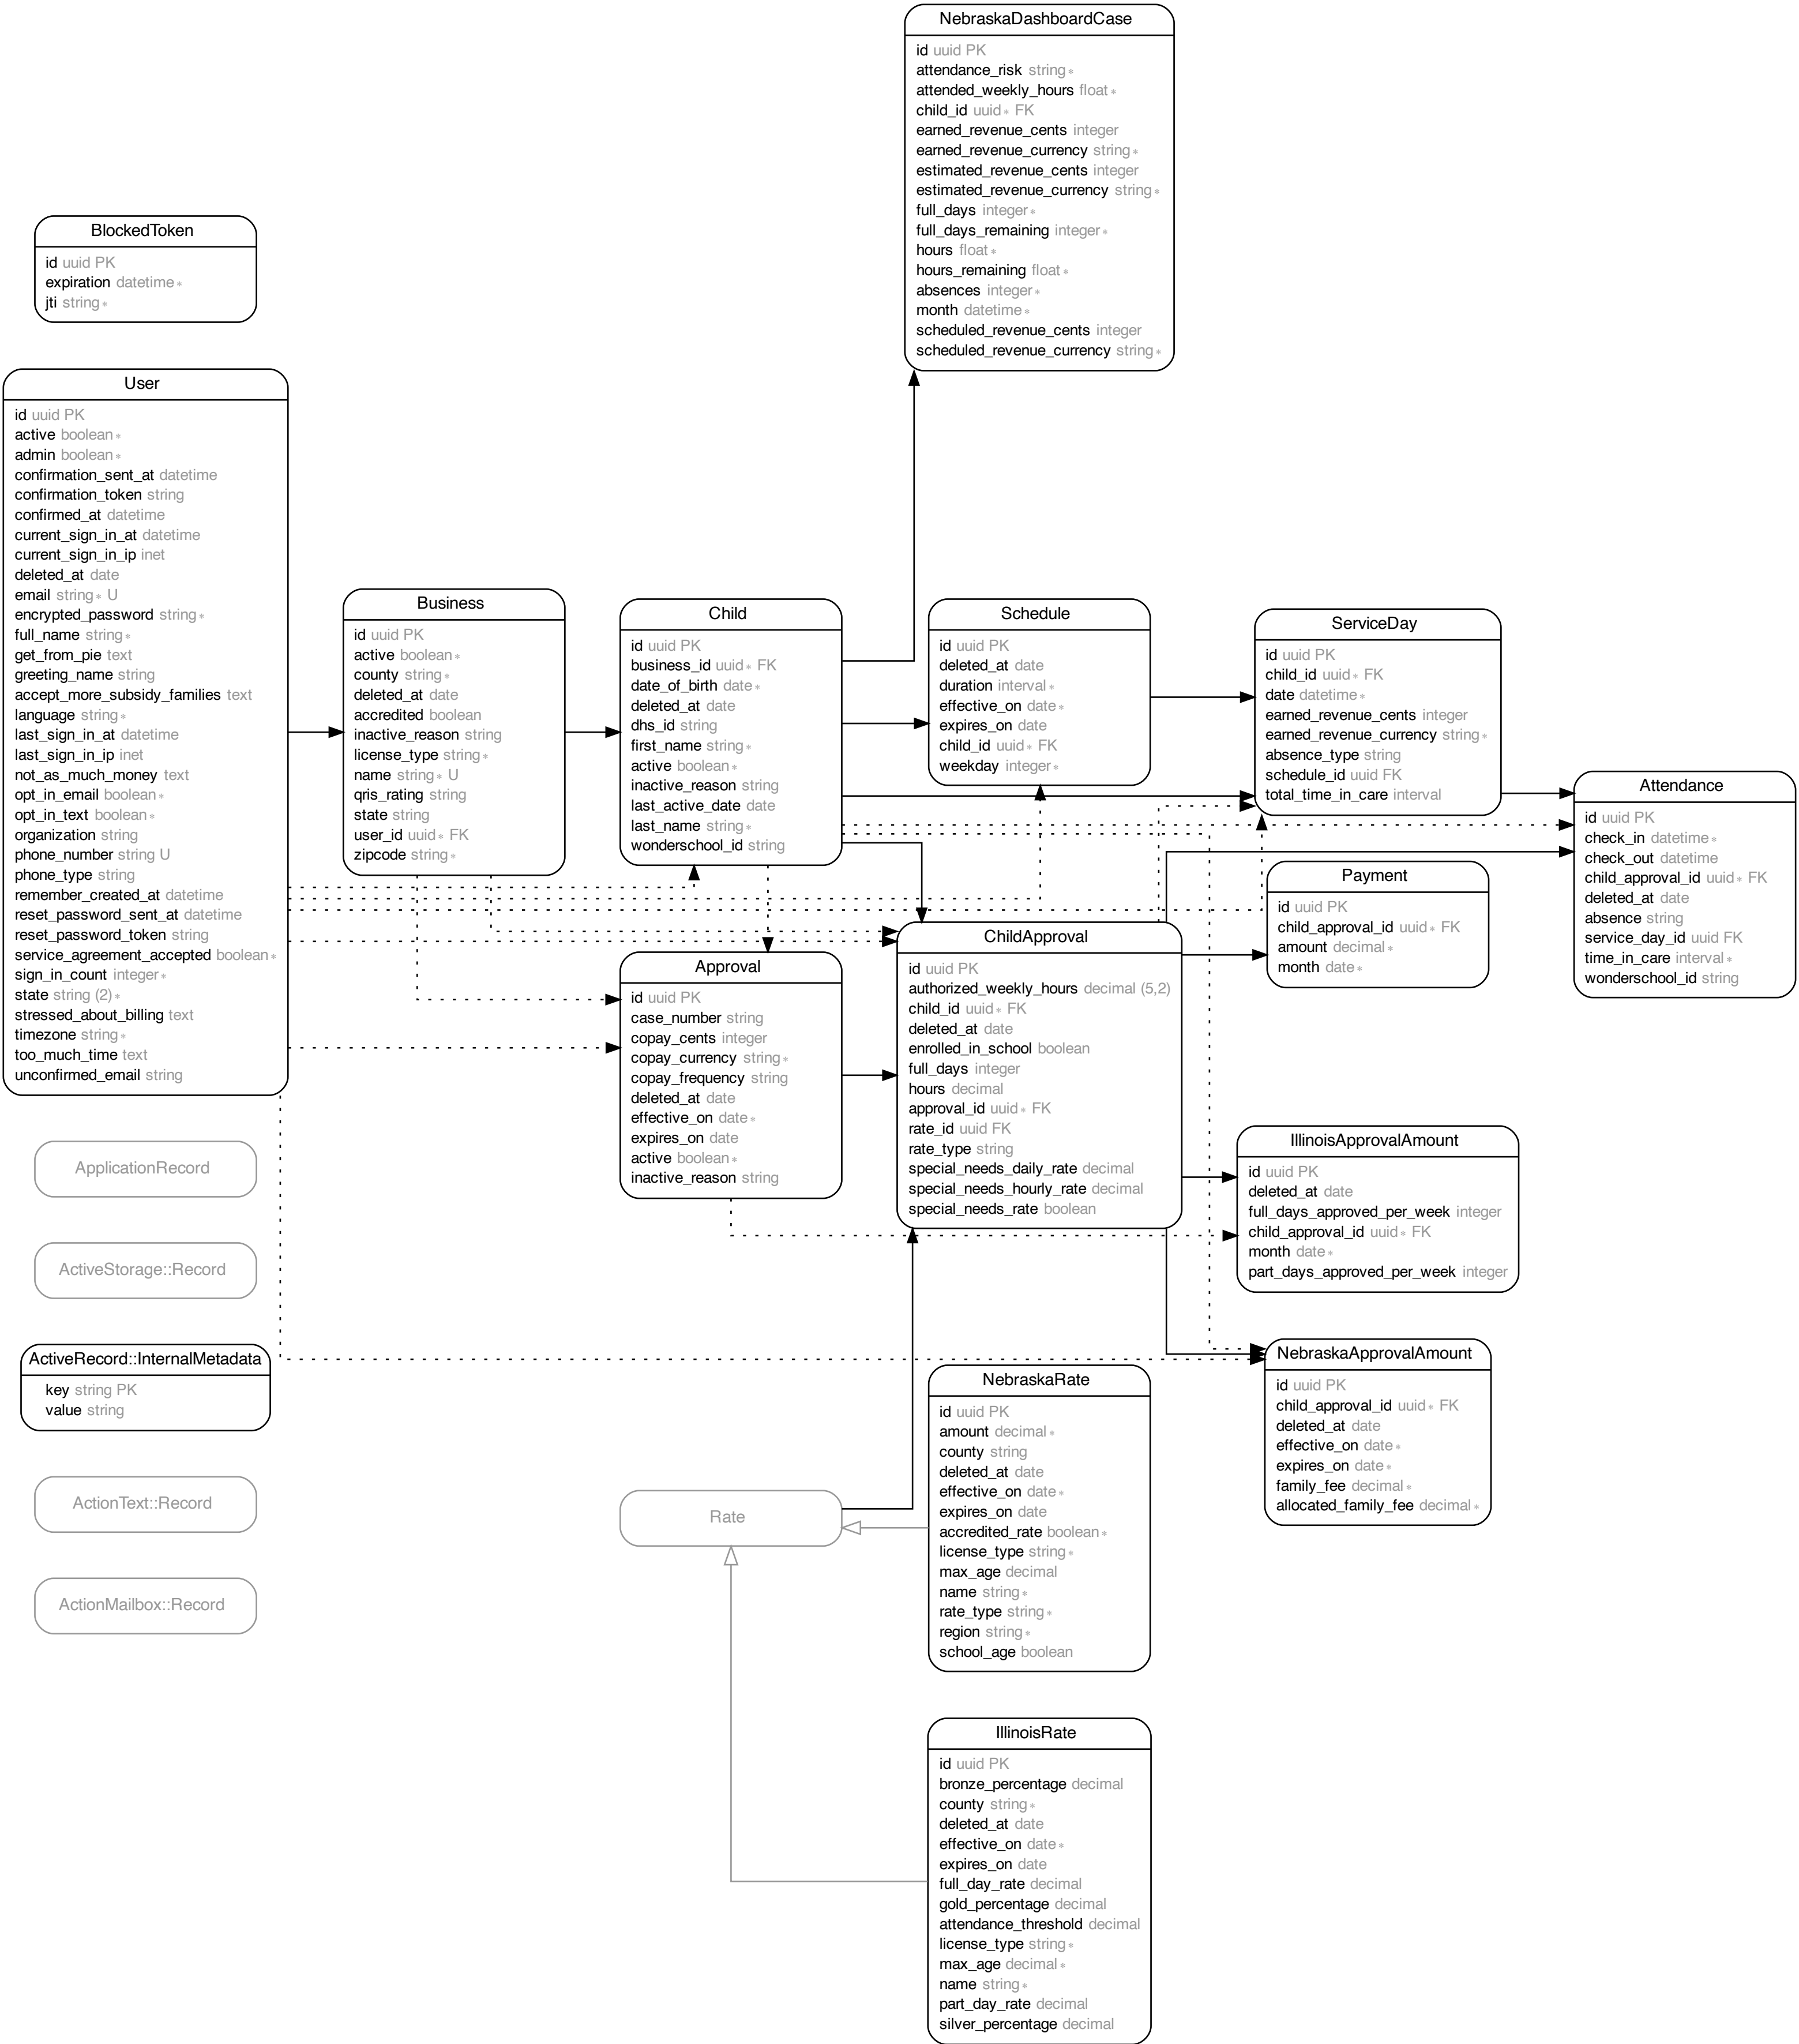 NebraskaDashboardCase
id uuid PK
attendance_risk string∗
attended_weekly_hours float∗
child_id uuid∗ FK
earned_revenue_cents integer
earned_revenue_currency string∗
estimated_revenue_cents integer
estimated_revenue_currency string∗
full_days integer∗
full_days_remaining integer∗
hours float∗
hours_remaining float∗
absences integer∗
month datetime∗
scheduled_revenue_cents integer
scheduled_revenue_currency string∗
BlockedToken
id uuid PK
expiration datetime∗
jti string∗
User
id uuid PK
active boolean∗
admin boolean∗
confirmation_sent_at datetime
confirmation_token string
confirmed_at datetime
current_sign_in_at datetime
current_sign_in_ip inet
deleted_at date
email string∗ U
encrypted_password string∗
full_name string∗
get_from_pie text
greeting_name string
accept_more_subsidy_families text
language string∗
last_sign_in_at datetime
last_sign_in_ip inet
not_as_much_money text
opt_in_email boolean∗
opt_in_text boolean∗
organization string
phone_number string U
phone_type string
remember_created_at datetime
reset_password_sent_at datetime
reset_password_token string
service_agreement_accepted boolean∗
sign_in_count integer∗
state string (2)∗
stressed_about_billing text
timezone string∗
too_much_time text
unconfirmed_email string
Business
id uuid PK
active boolean∗
county string∗
deleted_at date
accredited boolean
inactive_reason string
license_type string∗
name string∗ U
qris_rating string
state string
user_id uuid∗ FK
zipcode string∗
Child
id uuid PK
business_id uuid∗ FK
date_of_birth date∗
deleted_at date
dhs_id string
first_name string∗
active boolean∗
inactive_reason string
last_active_date date
last_name string∗
wonderschool_id string
Schedule
id uuid PK
deleted_at date
duration interval∗
effective_on date∗
expires_on date
child_id uuid∗ FK
weekday integer∗
ServiceDay
id uuid PK
child_id uuid∗ FK
date datetime∗
earned_revenue_cents integer
earned_revenue_currency string∗
absence_type string
schedule_id uuid FK
total_time_in_care interval
Attendance
id uuid PK
check_in datetime∗
check_out datetime
child_approval_id uuid∗ FK
deleted_at date
absence string
service_day_id uuid FK
time_in_care interval∗
wonderschool_id string
Payment
id uuid PK
child_approval_id uuid∗ FK
amount decimal∗
month date∗
ChildApproval
id uuid PK
authorized_weekly_hours decimal (5,2)
child_id uuid∗ FK
deleted_at date
enrolled_in_school boolean
full_days integer
hours decimal
approval_id uuid∗ FK
rate_id uuid FK
rate_type string
special_needs_daily_rate decimal
special_needs_hourly_rate decimal
special_needs_rate boolean
Approval
id uuid PK
case_number string
copay_cents integer
copay_currency string∗
copay_frequency string
deleted_at date
effective_on date∗
expires_on date
active boolean∗
inactive_reason string
IllinoisApprovalAmount
id uuid PK
deleted_at date
full_days_approved_per_week integer
child_approval_id uuid∗ FK
month date∗
part_days_approved_per_week integer
ApplicationRecord
ActiveStorage::Record
ActiveRecord::InternalMetadata
key string PK
value string
ActionText::Record
ActionMailbox::Record
NebraskaApprovalAmount
id uuid PK
child_approval_id uuid∗ FK
deleted_at date
effective_on date∗
expires_on date∗
family_fee decimal∗
allocated_family_fee decimal∗
NebraskaRate
id uuid PK
amount decimal∗
county string
deleted_at date
effective_on date∗
expires_on date
accredited_rate boolean∗
license_type string∗
max_age decimal
name string∗
rate_type string∗
region string∗
school_age boolean
Rate
IllinoisRate
id uuid PK
bronze_percentage decimal
county string∗
deleted_at date
effective_on date∗
expires_on date
full_day_rate decimal
gold_percentage decimal
attendance_threshold decimal
license_type string∗
max_age decimal∗
name string∗
part_day_rate decimal
silver_percentage decimal